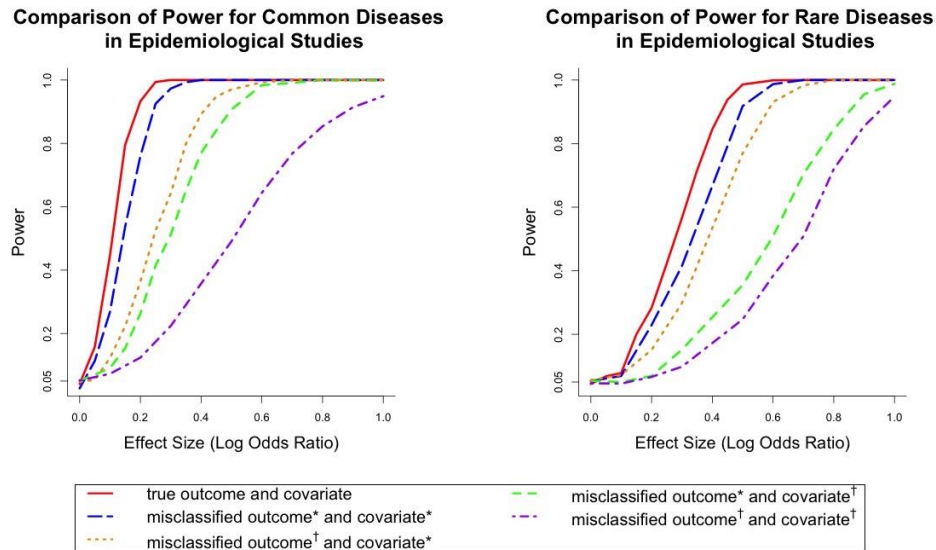 Comparison of Power for Common Diseases
in Epidemiological Studies
Power
1.0
0.8
0.6
0.4
0.2
0.05
0.0 0.2 0.4 0.6 0.8 1.0
Effect Size (Log Odds Ratio)
Comparison of Power for Rare Diseases
in Epidemiological Studies
Power
1.0
0.8
0.6
0.4
0.2
0.05
0.0 0.2 0.4 0.6 0.8 1.0
Effect Size (Log Odds Ratio)
true outcome and covariate
misclassified outcome* and covariate*
misclassified outcome† and covariate*
misclassified outcome* and covariate†
misclassified outcome† and covariate†